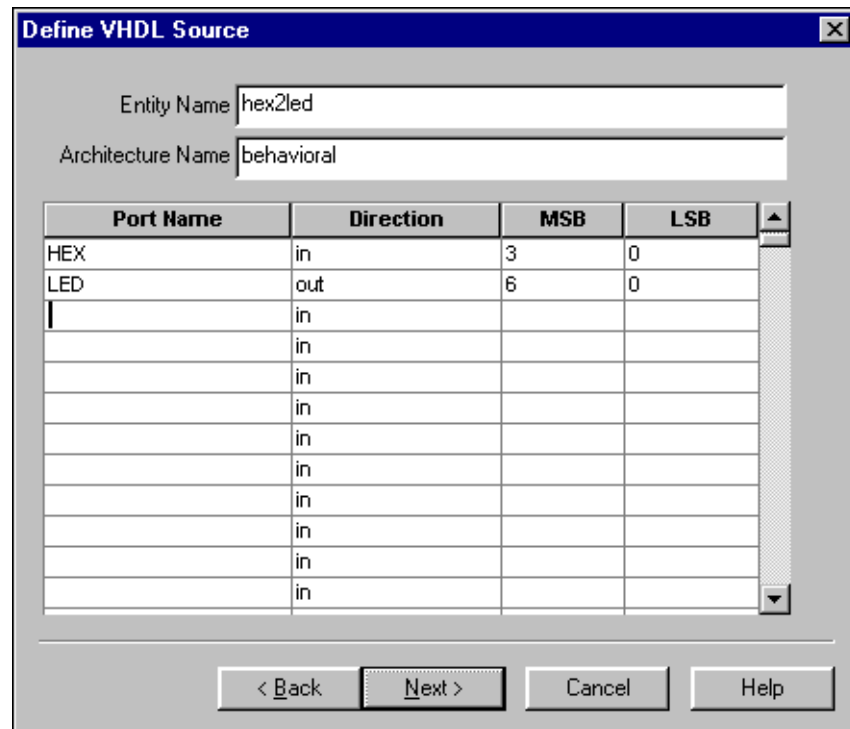 Define VHDL Source
Entity Name hex2led
Architecture Name behavioral
Port Name Direction MSB LSB
HEX in 3 0
LED out 6 0
in
in
in
in
in
in
in
in
in
in
< Back Next > Cancel Help